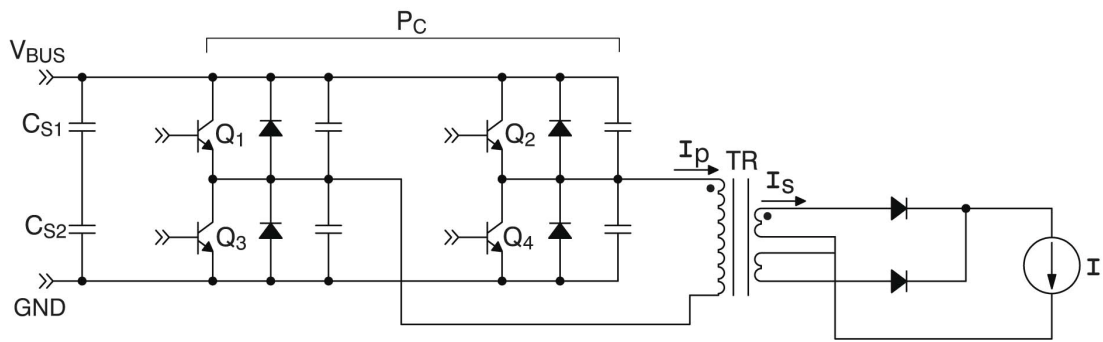 P_C
V_BUS
C_S1
Q_1
Q_2
I_p
TR
I_s
C_S2
Q_3
Q_4
I
GND